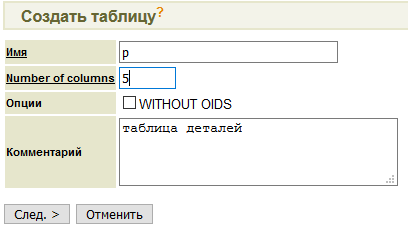 Создать таблицу?
Имя p
Number of columns 5
Опции WITHOUT OIDS
Комментарий таблица деталей
След. > Отменить